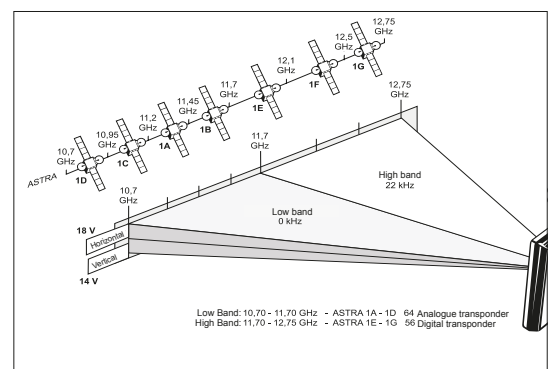 12,75
GHz
12,5
GHz
1G
12,1
GHz
1F
11,7
GHz
1E
11,45
GHz
1B
11,2
GHz
1A
10,95
GHz
1C
10,7
GHz
1D
ASTRA
12,75
GHz
11,7
GHz
10,7
GHz
High band
22 kHz
Low band
0 kHz
18 V
Horizontal
Vertical
14 V
Low Band: 10,70 - 11,70 GHz - ASTRA 1A - 1D 64 Analogue transponder
High Band: 11,70 - 12,75 GHz - ASTRA 1E - 1G 56 Digital transponder